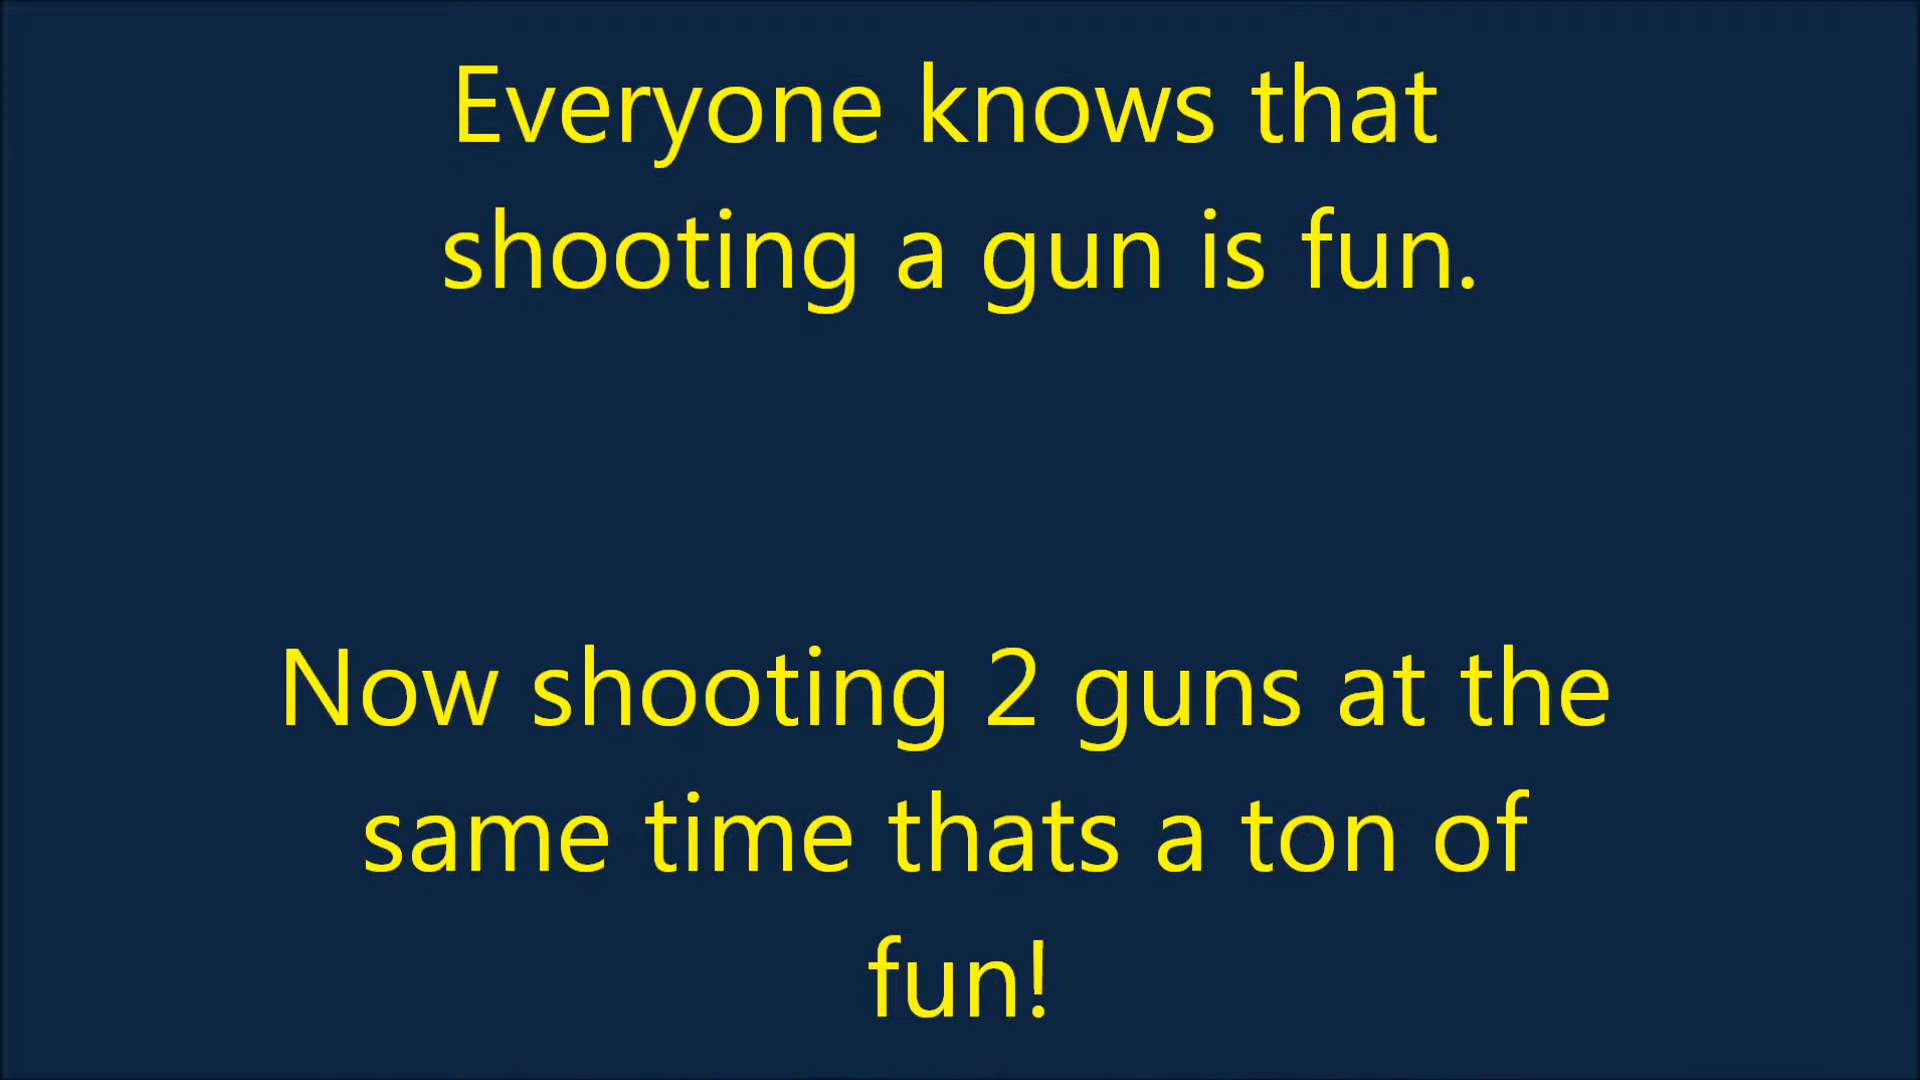 Everyone knows that
shooting a gun is fun.
Now shooting 2 guns at the
same time thats a ton of
fun!